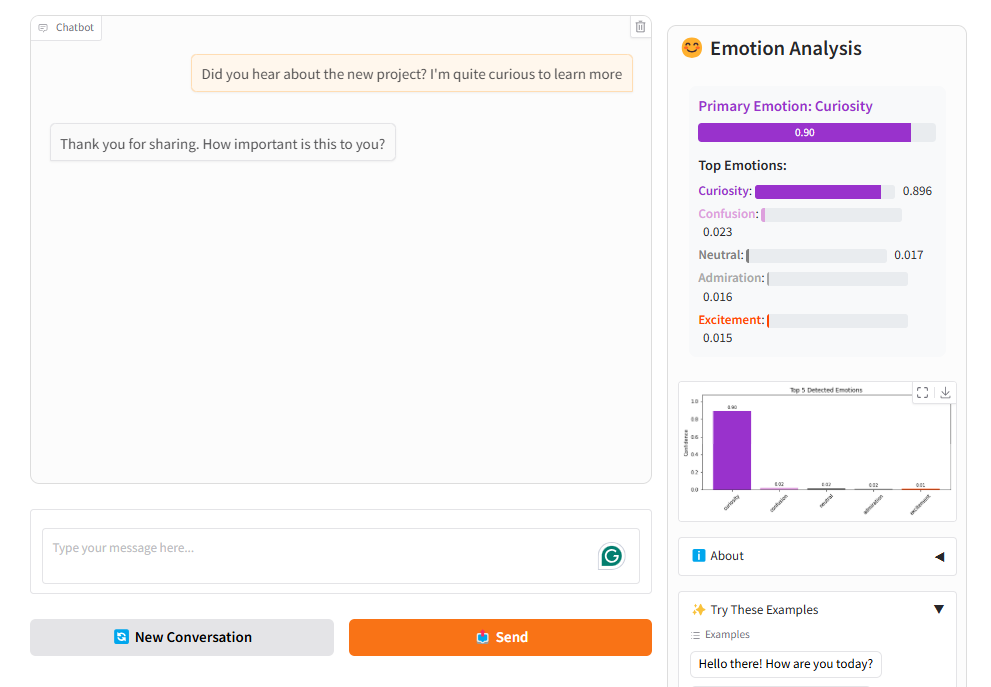 Chatbot
Did you hear about the new project? I'm quite curious to learn more
Thank you for sharing. How important is this to you?
Type your message here...
New Conversation
Send
😊 Emotion Analysis
Primary Emotion: Curiosity
0.90
Top Emotions:
Curiosity: 0.896
Confusion:
0.023
Neutral: 0.017
Admiration:
0.016
Excitement:
0.015
Top 5 Detected Emotions
Confidence
1.0
0.8
0.6
0.4
0.2
0.0
0.90
0.02
0.02
0.02
0.01
curiosity
confusion
neutral
admiration
excitement
About
Try These Examples
Examples
Hello there! How are you today?